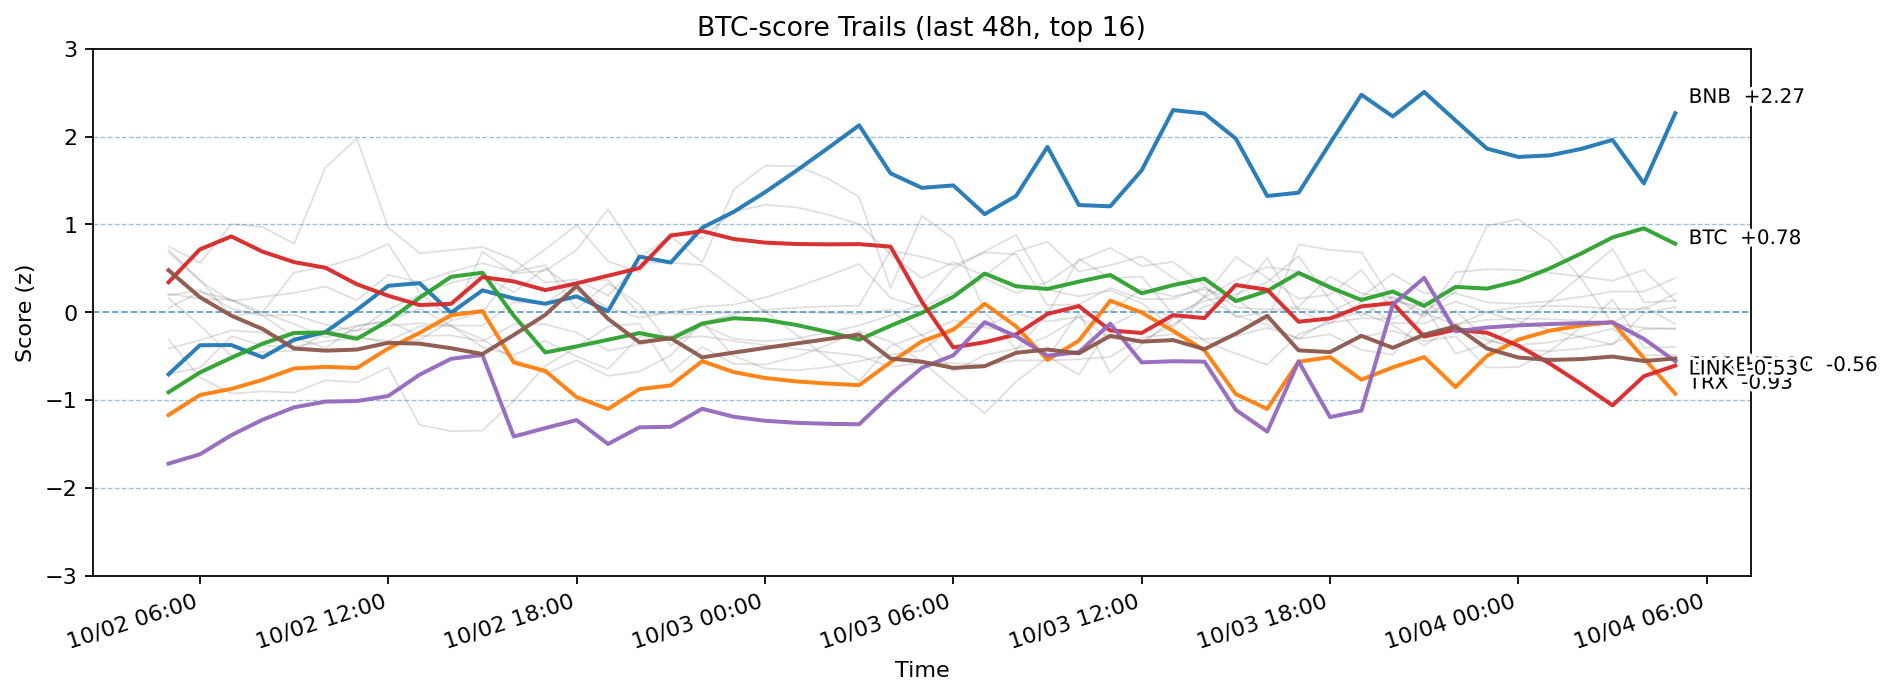 BTC-score Trails (last 48h, top 16)
3
2
1
0
−1
−2
−3
Score (z)
BNB +2.27
BTC +0.78
-0.56
LINK -0.53
TRX -0.93
10/02 06:00
10/02 12:00
10/02 18:00
10/03 00:00
10/03 06:00
10/03 12:00
10/03 18:00
10/04 00:00
10/04 06:00
Time